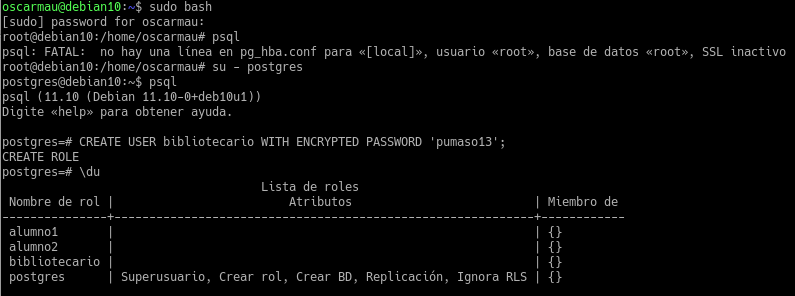 oscarmau@debian10:~$ sudo bash
[sudo] password for oscarmau:
root@debian10:/home/oscarmau# psql
psql: FATAL:  no hay una línea en pg_hba.conf para «[local]», usuario «root», base de datos «root», SSL inactivo
root@debian10:/home/oscarmau# su - postgres
postgres@debian10:~$ psql
psql (11.10 (Debian 11.10-0+deb10u1))
Digite «help» para obtener ayuda.

postgres=# CREATE USER bibliotecario WITH ENCRYPTED PASSWORD 'pumaso13';
CREATE ROLE
postgres=# \du
                                    Lista de roles
 Nombre de rol |                         Atributos                          | Miembro de
---------------+------------------------------------------------------------+------------
 alumno1       |                                                            | {}
 alumno2       |                                                            | {}
 bibliotecario |                                                            | {}
 postgres      | Superusuario, Crear rol, Crear BD, Replicación, Ignora RLS | {}